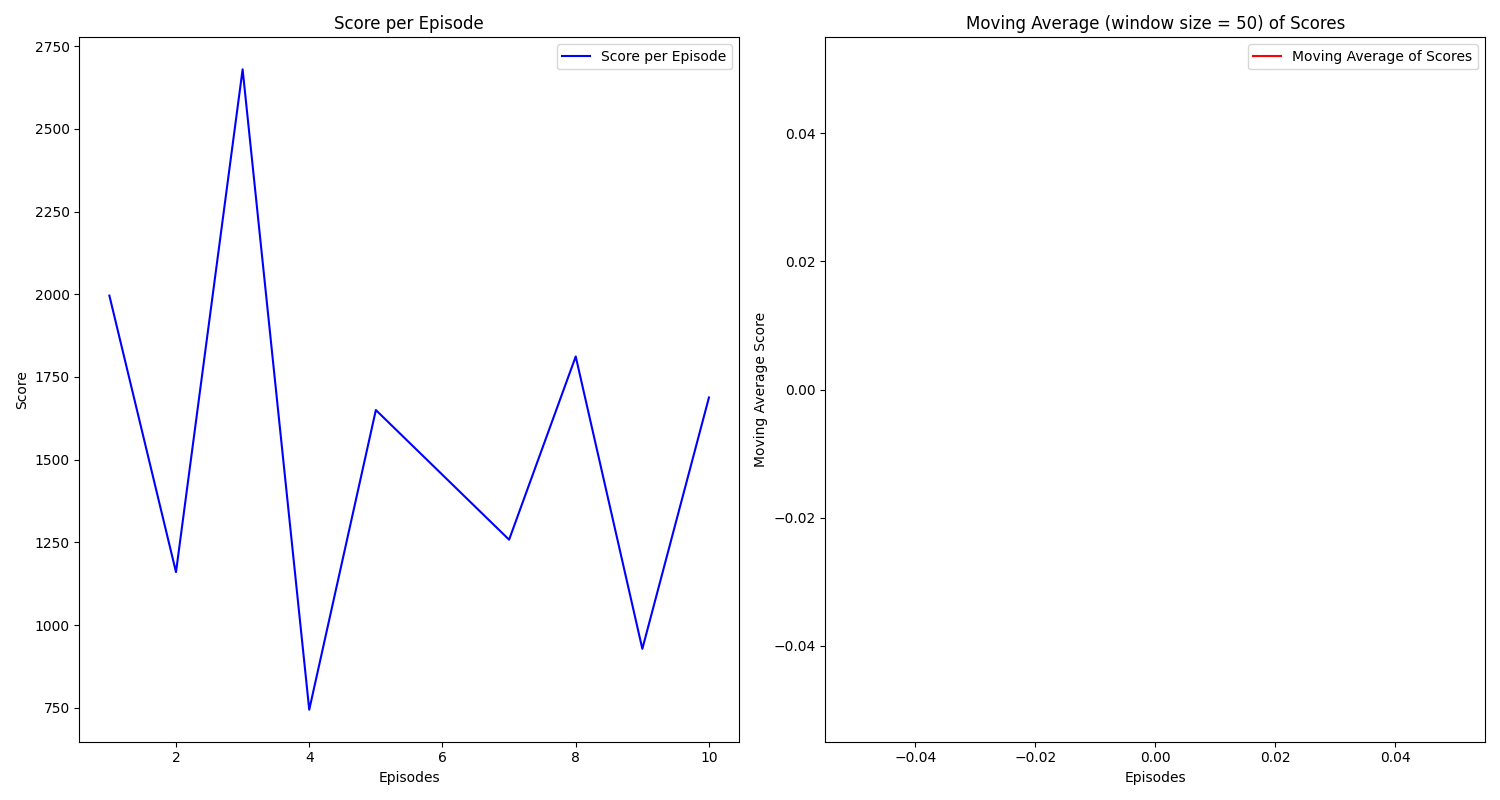 Score per Episode
Score per Episode
2750
2500
2250
2000
1750
1500
1250
1000
750
Score
2 4 6 8 10
Episodes
Moving Average (window size = 50) of Scores
Moving Average of Scores
0.04
0.02
0.00
−0.02
−0.04
Moving Average Score
−0.04 −0.02 0.00 0.02 0.04
Episodes